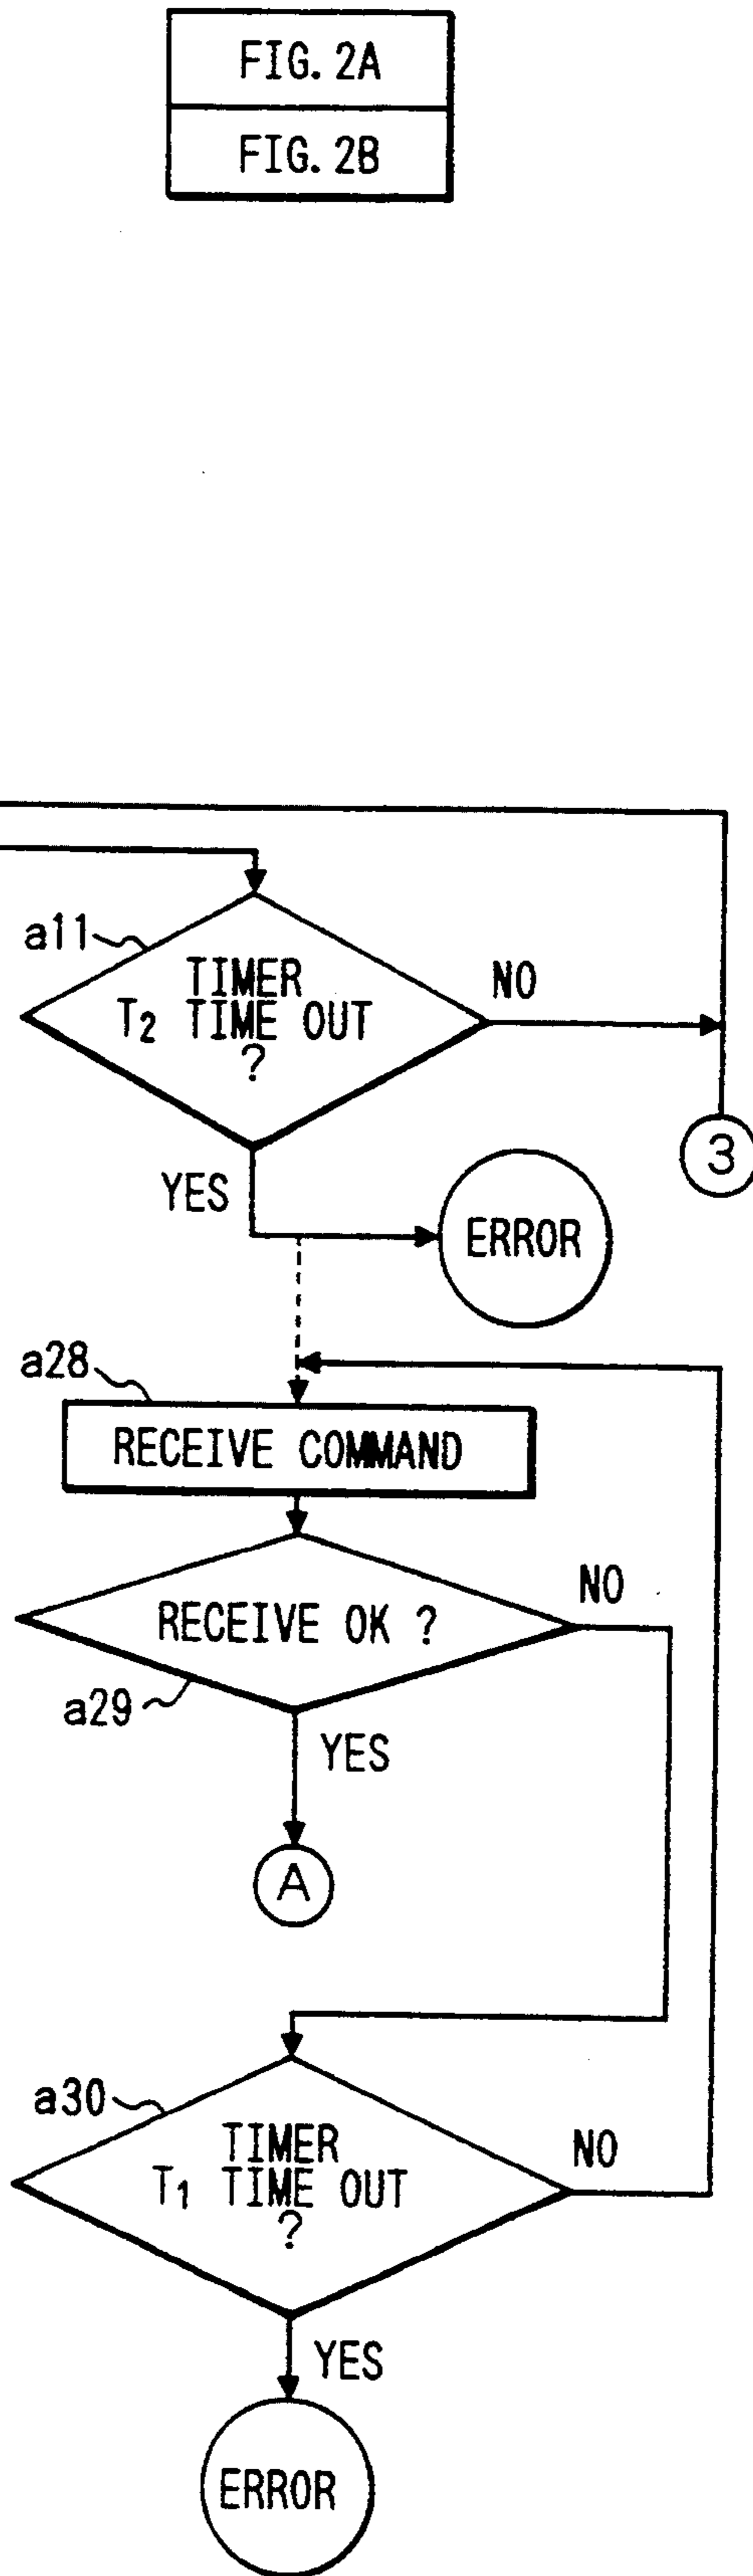 FIG. 2A
FIG. 2B
a11
TIMER
T₂ TIME OUT
?
NO
3
YES
ERROR
a28
RECEIVE COMMAND
RECEIVE OK ?
NO
a29
YES
A
a30
TIMER
T₁ TIME OUT
?
NO
YES
ERROR